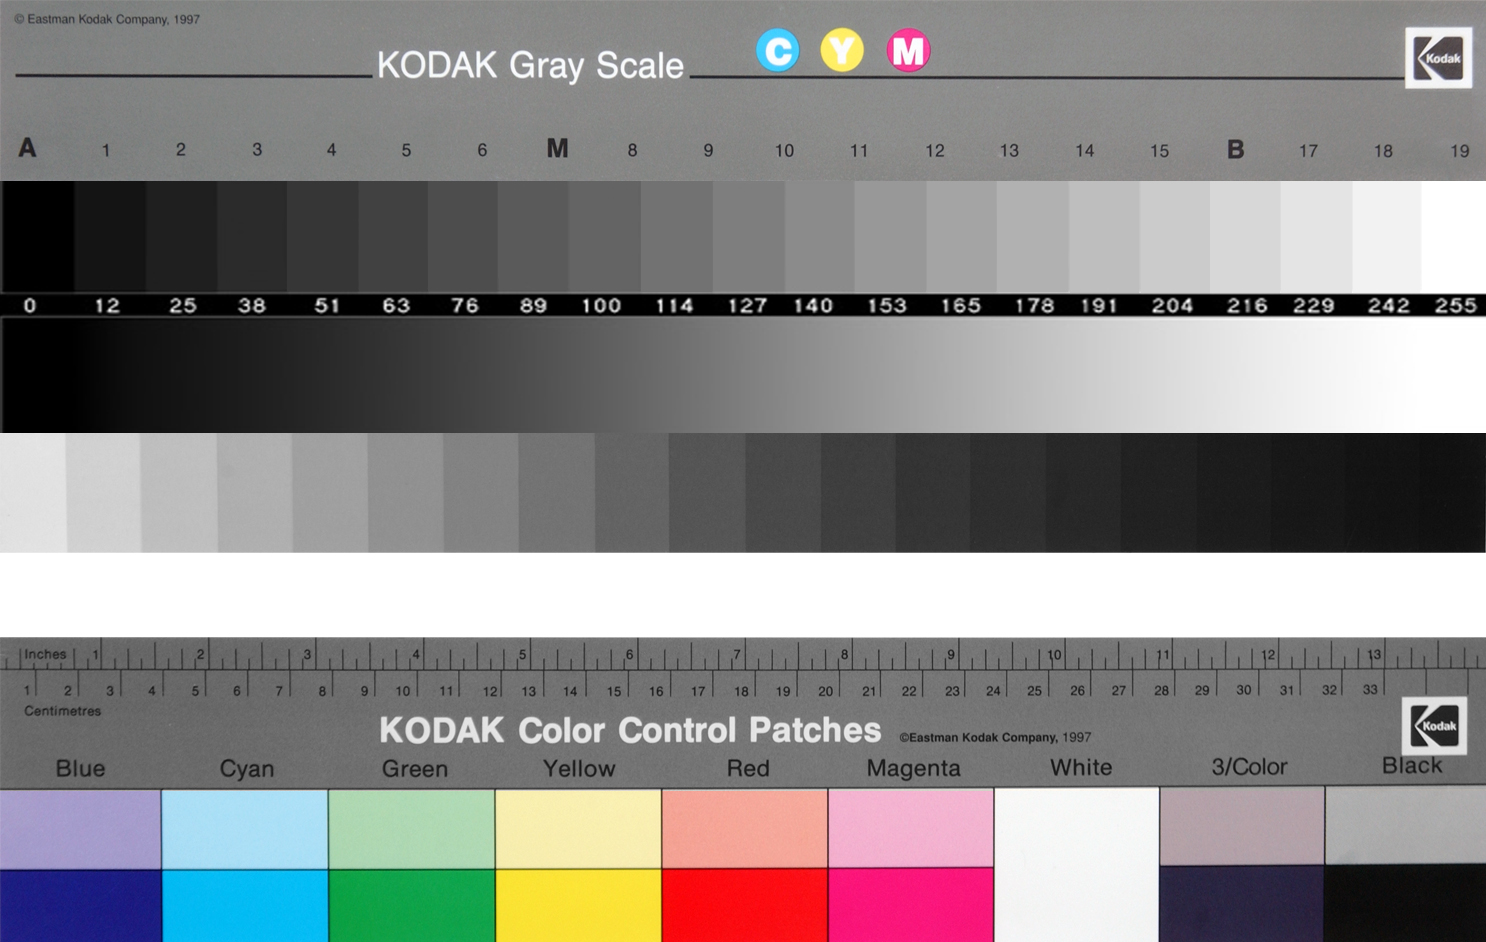 © Eastman Kodak Company, 1997
KODAK Gray Scale C Y M Kodak
A 1 2 3 4 5 6 M 8 9 10 11 12 13 14 15 B 17 18 19
0 12 25 38 51 63 76 89 100 114 127 140 153 165 178 191 204 216 229 242 255
Inches 1 2 3 4 5 6 7 8 9 10 11 12 13
1 2 3 4 5 6 7 8 9 10 11 12 13 14 15 16 17 18 19 20 21 22 23 24 25 26 27 28 29 30 31 32 33
Centimetres
KODAK Color Control Patches ©Eastman Kodak Company, 1997 Kodak
Blue Cyan Green Yellow Red Magenta White 3/Color Black